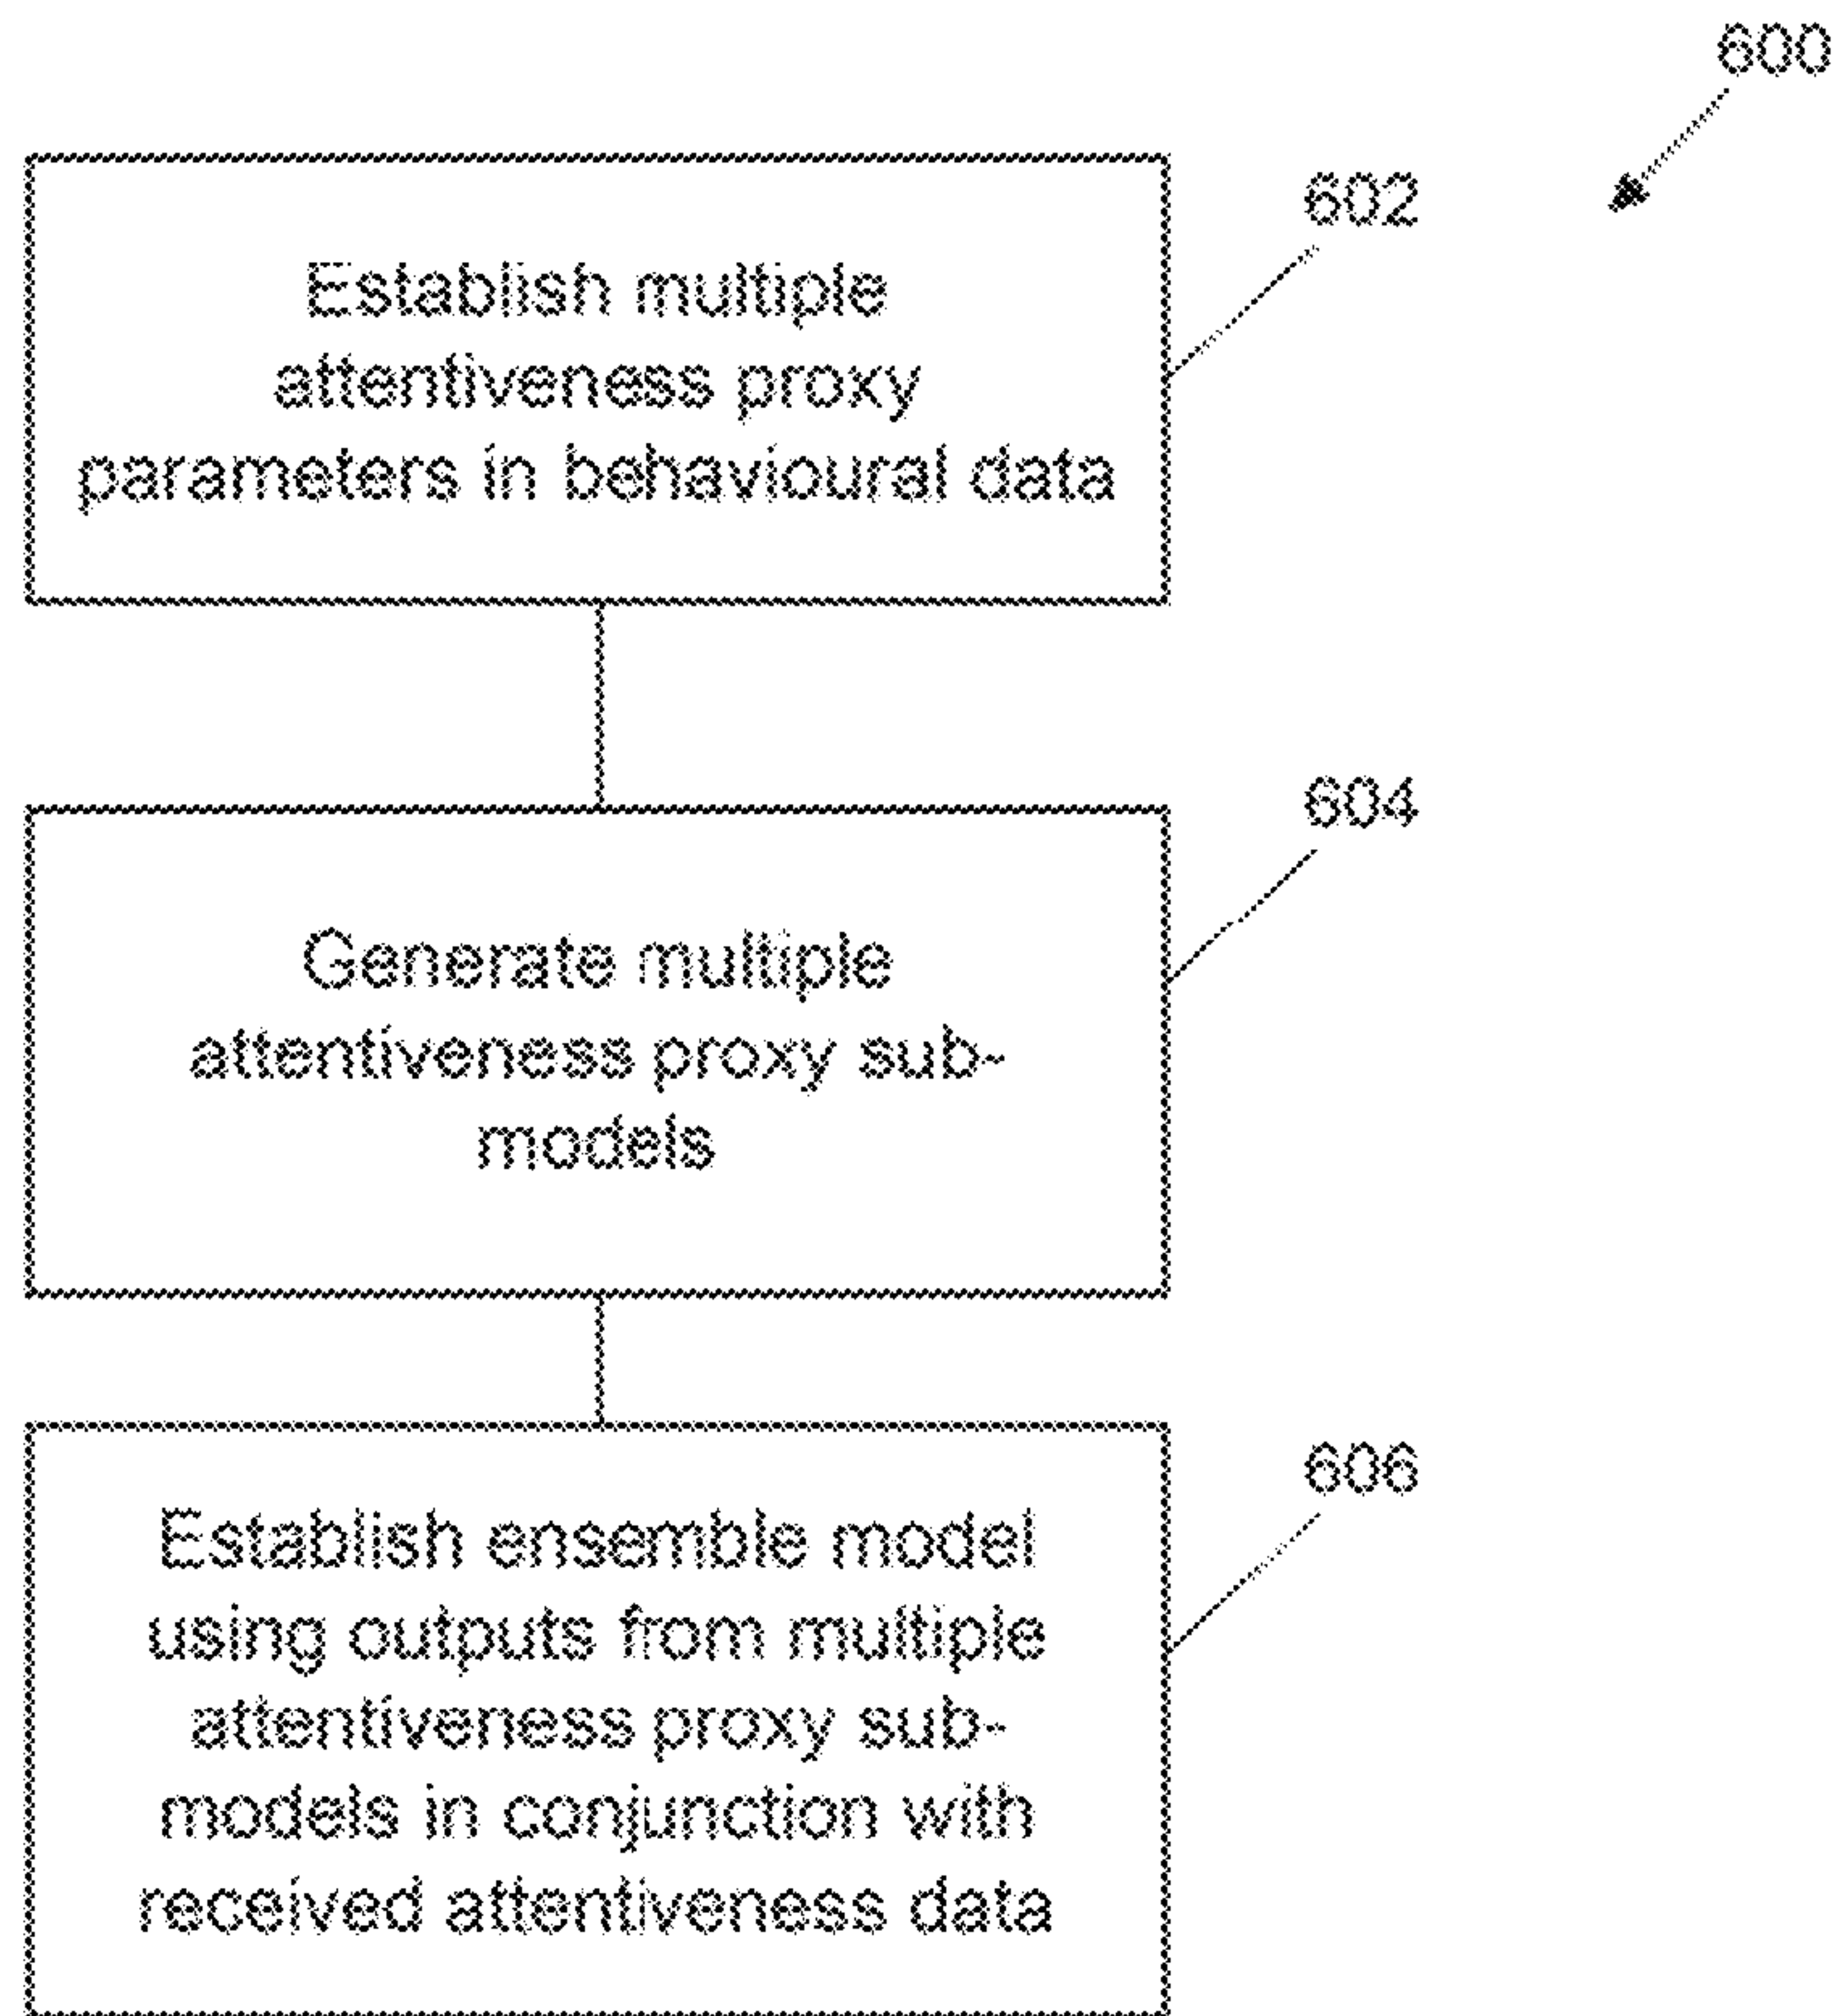 600
602
Establish multiple
attentiveness proxy
parameters in behavioural data
604
Generate multiple
attentiveness proxy sub-
models
606
Establish ensemble model
using outputs from multiple
attentiveness proxy sub-
models in conjunction with
received attentiveness data